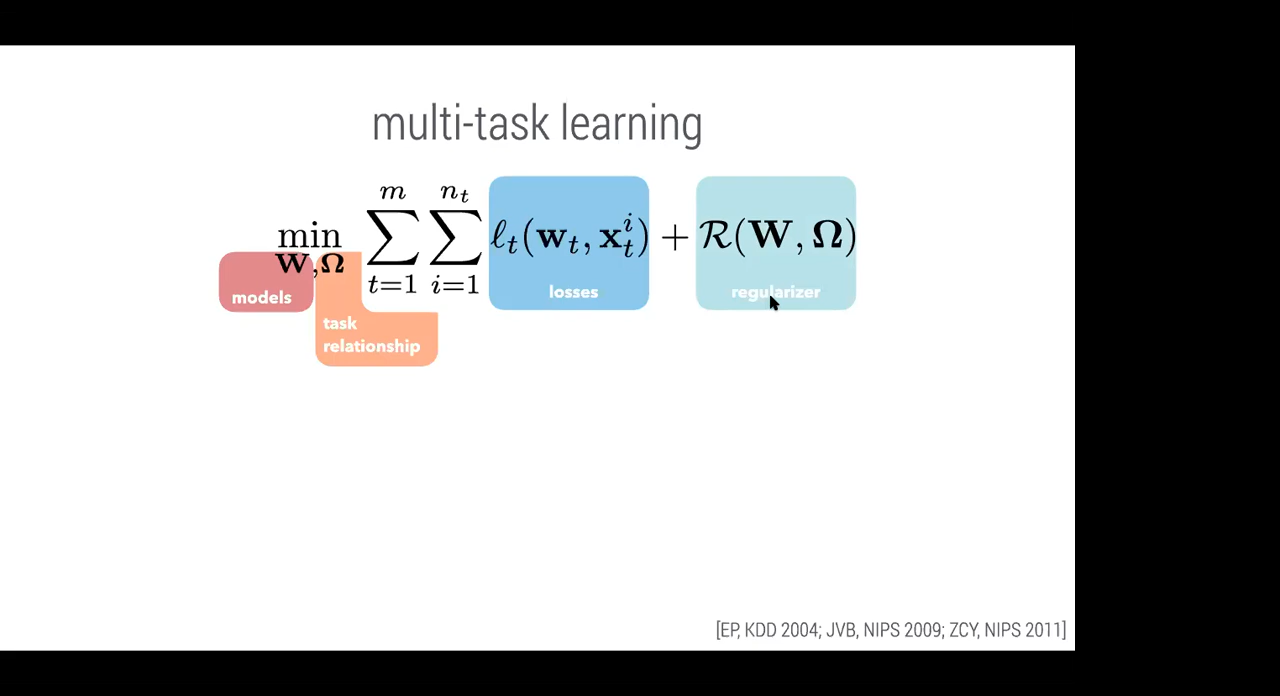 multi-task learning
min W,Ω ∑_{t=1}^{m} ∑_{i=1}^{n_t} ℓ_t(w_t, x_t^i) + R(W, Ω)
models
losses
regularizer
task
relationship
[EP, KDD 2004; JVB, NIPS 2009; ZCY, NIPS 2011]